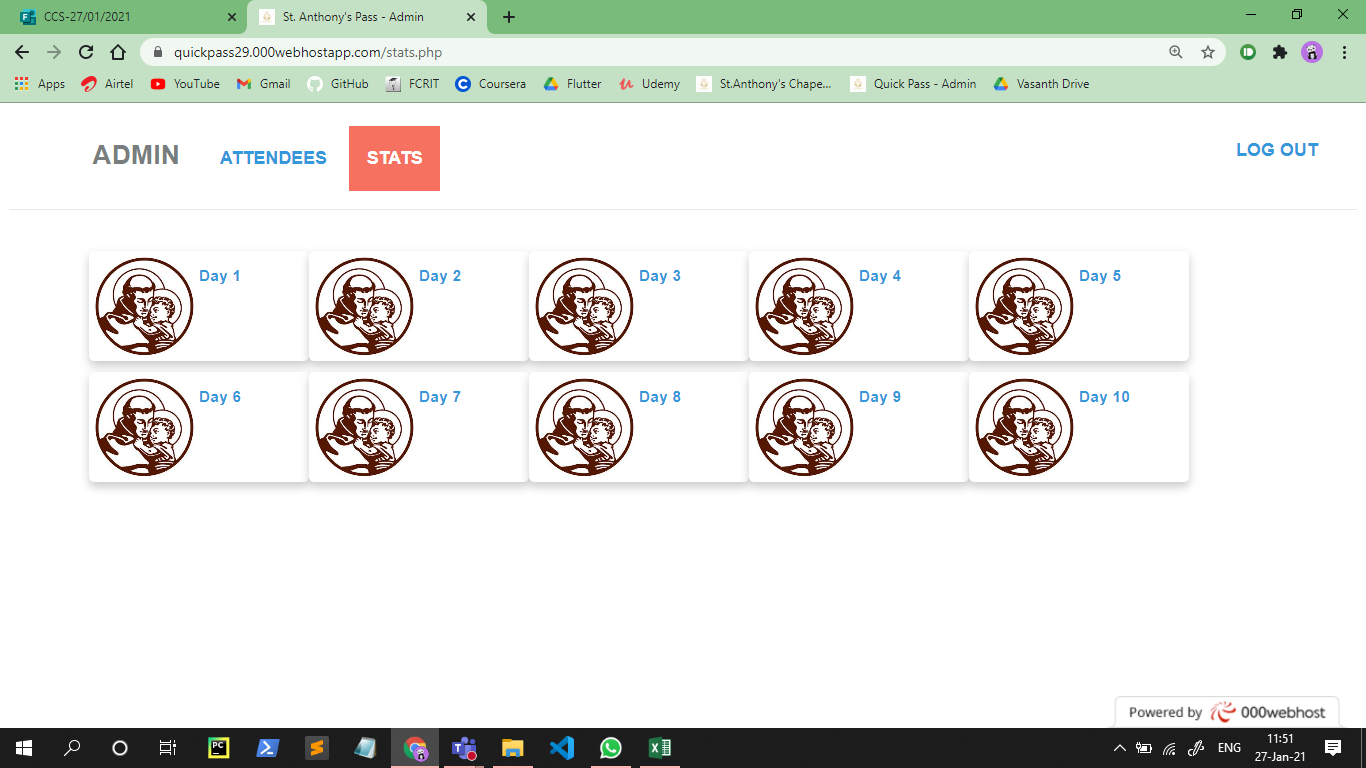 CCS-27/01/2021
St. Anthony's Pass - Admin
quickpass29.000webhostapp.com/stats.php
Apps
Airtel
YouTube
Gmail
GitHub
FCRIT
Coursera
Flutter
Udemy
St.Anthony's Chape...
Quick Pass - Admin
Vasanth Drive
ADMIN
ATTENDEES
STATS
LOG OUT
Day 1
Day 2
Day 3
Day 4
Day 5
Day 6
Day 7
Day 8
Day 9
Day 10
Powered by 000webhost
ENG
11:51
27-Jan-21